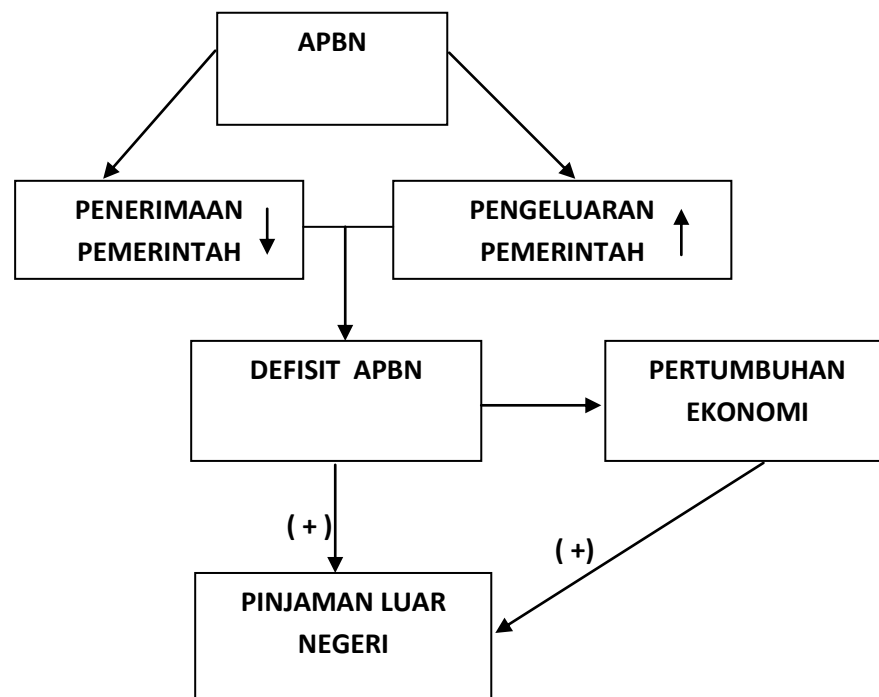 APBN
PENERIMAAN
PEMERINTAH
PENGELUARAN
PEMERINTAH
DEFISIT APBN
PERTUMBUHAN
EKONOMI
( + )
( +)
PINJAMAN LUAR
NEGERI